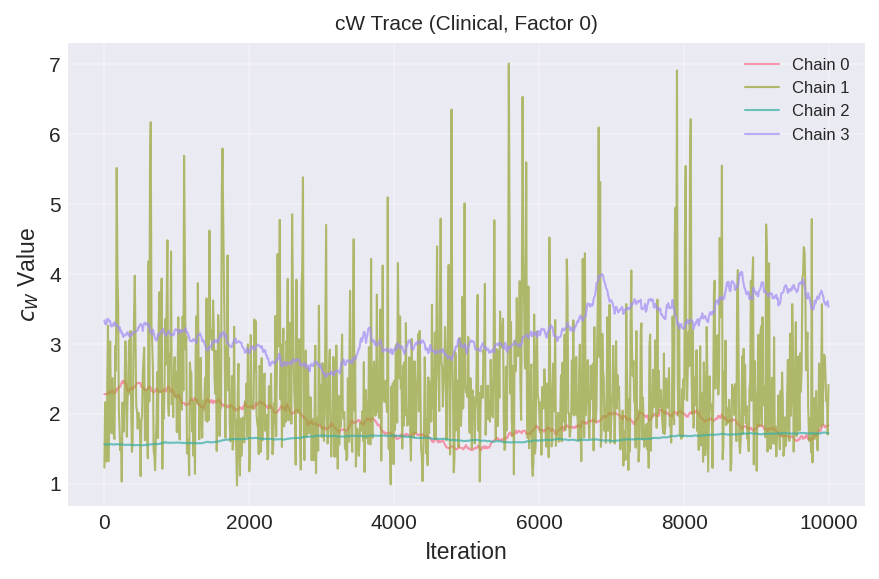 cW Trace (Clinical, Factor 0)
7
6
5
4
3
2
1
c_W Value
Chain 0
Chain 1
Chain 2
Chain 3
0 2000 4000 6000 8000 10000
Iteration